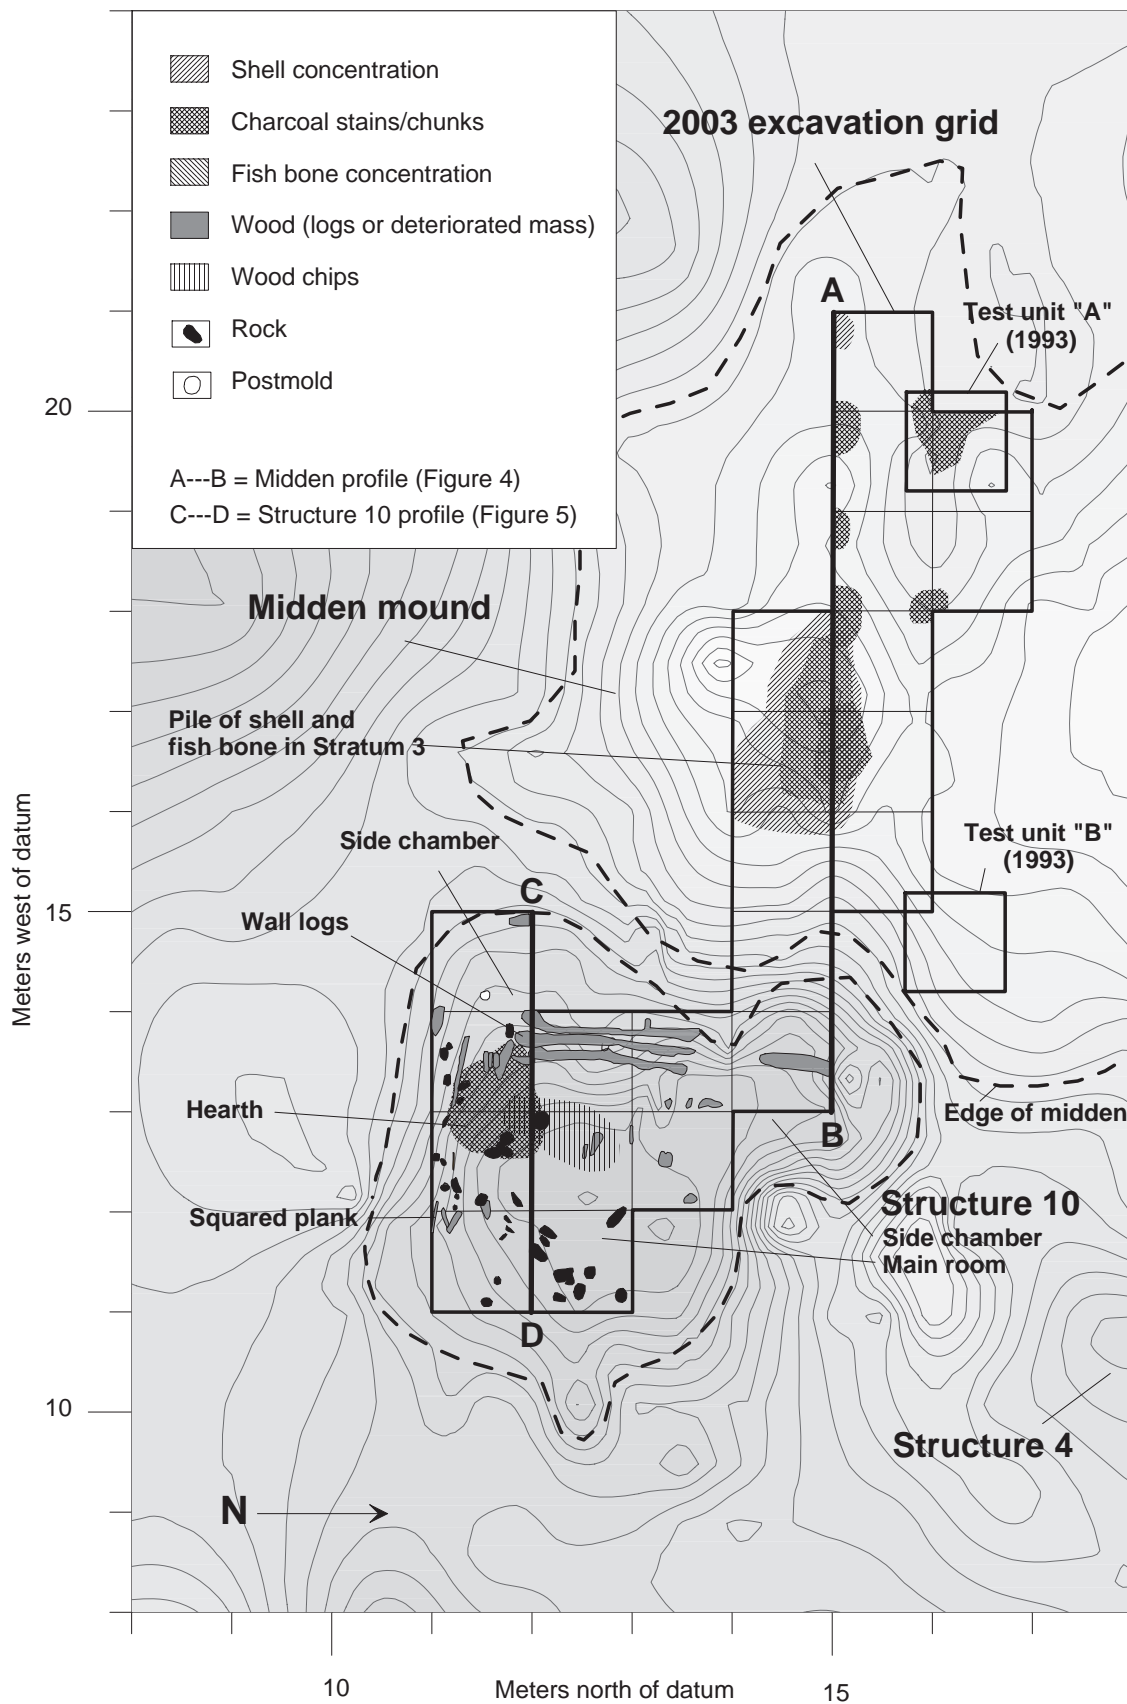 Shell concentration
Charcoal stains/chunks
Fish bone concentration
Wood (logs or deteriorated mass)
Wood chips
Rock
Postmold
A---B = Midden profile (Figure 4)
C---D = Structure 10 profile (Figure 5)
2003 excavation grid
A
Test unit "A"
(1993)
20
Midden mound
Pile of shell and
fish bone in Stratum 3
Side chamber
Test unit "B"
(1993)
C
Wall logs
15
Meters west of datum
Hearth
Edge of midden
B
Squared plank
Structure 10
Side chamber
Main room
D
10
Structure 4
N
10
Meters north of datum
15